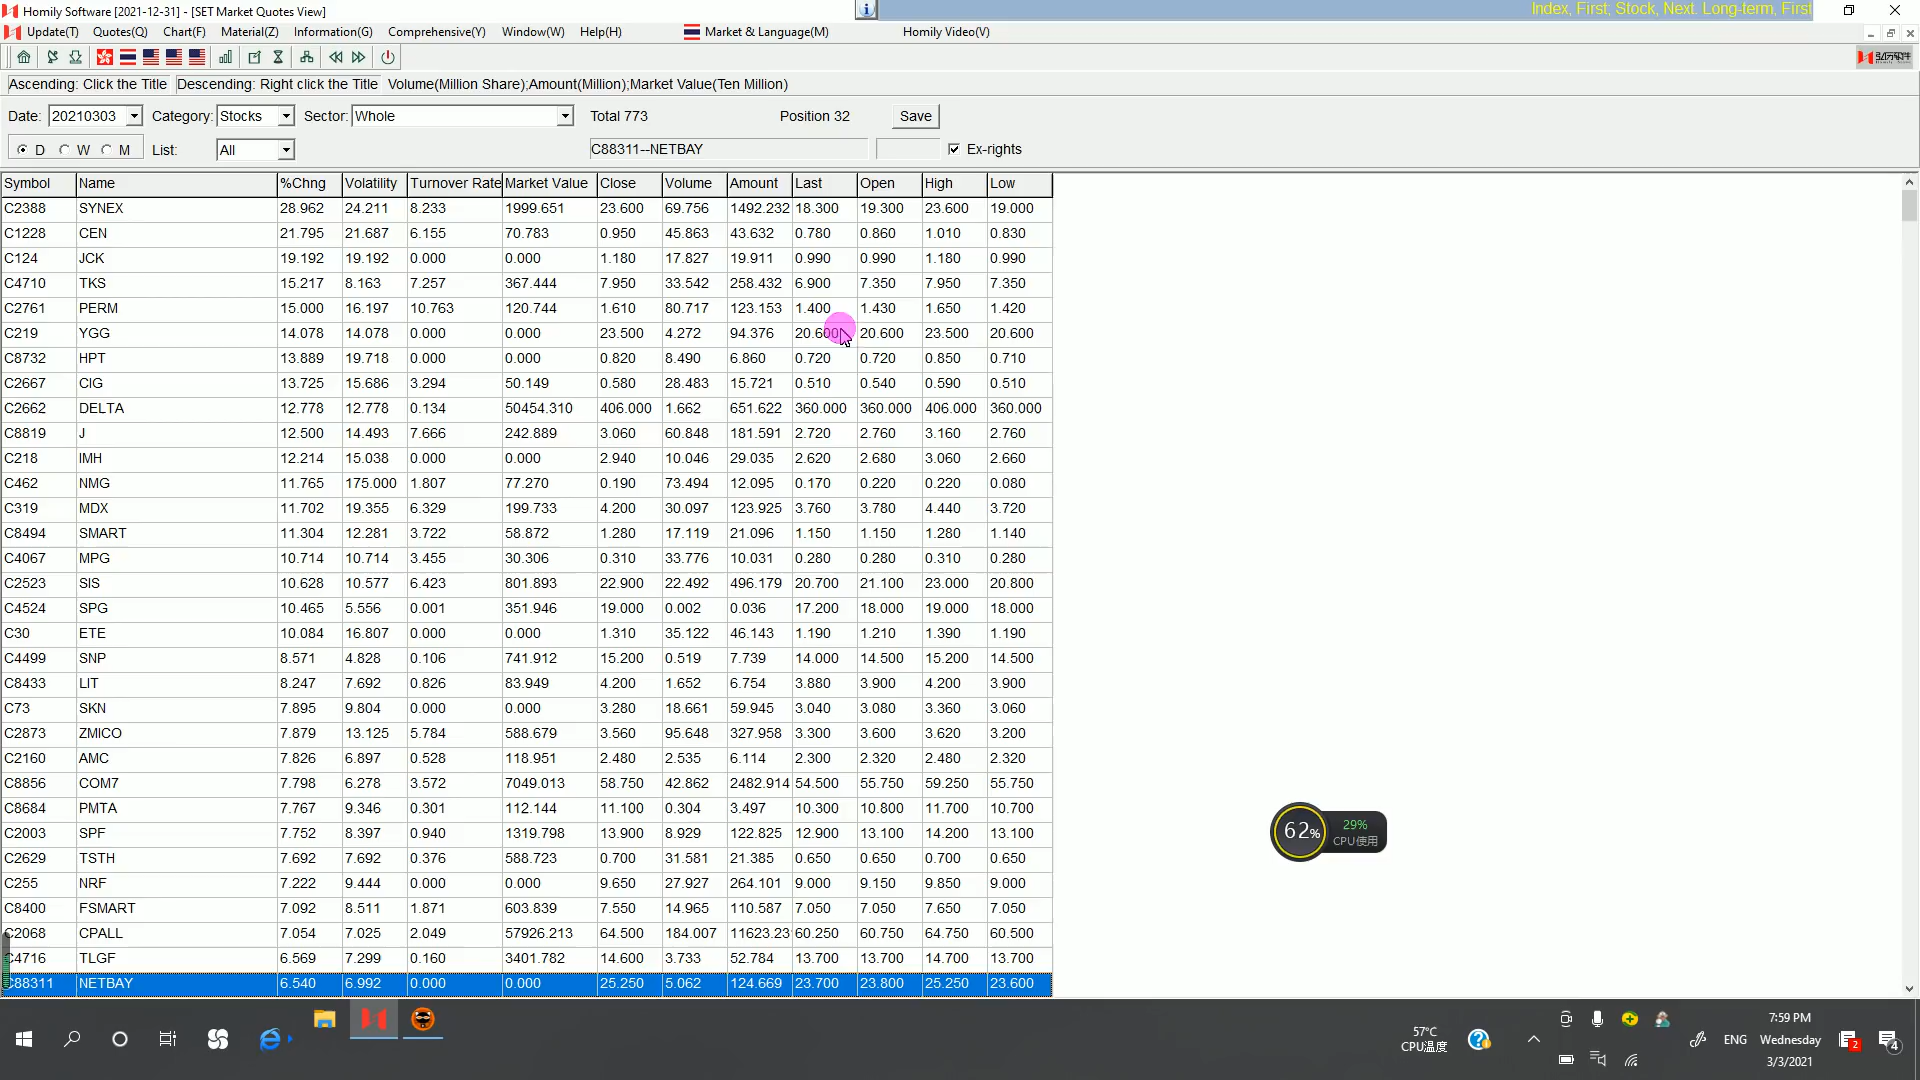 Homily Software [2021-12-31] - [SET Market Quotes View]
Index, First; Stock, Next. Long-term, First
Update(T) Quotes(Q) Chart(F) Material(Z) Information(G) Comprehensive(Y) Window(W) Help(H) Market & Language(M) Homily Video(V)
Ascending: Click the Title Descending: Right click the Title Volume(Million Share);Amount(Million);Market Value(Ten Million)
Date: 20210303 Category: Stocks Sector: Whole Total 773 Position 32 Save
D W M List: All C88311--NETBAY Ex-rights
Symbol Name %Chng Volatility Turnover Rate Market Value Close Volume Amount Last Open High Low
C2388 SYNEX 28.962 24.211 8.233 1999.651 23.600 69.756 1492.232 18.300 19.300 23.600 19.000
C1228 CEN 21.795 21.687 6.155 70.783 0.950 45.863 43.632 0.780 0.860 1.010 0.830
C124 JCK 19.192 19.192 0.000 0.000 1.180 17.827 19.911 0.990 0.990 1.180 0.990
C4710 TKS 15.217 8.163 7.257 367.444 7.950 33.542 258.432 6.900 7.350 7.950 7.350
C2761 PERM 15.000 16.197 10.763 120.744 1.610 80.717 123.153 1.400 1.430 1.650 1.420
C219 YGG 14.078 14.078 0.000 0.000 23.500 4.272 94.376 20.600 20.600 23.500 20.600
C8732 HPT 13.889 19.718 0.000 0.000 0.820 8.490 6.860 0.720 0.720 0.850 0.710
C2667 CIG 13.725 15.686 3.294 50.149 0.580 28.483 15.721 0.510 0.540 0.590 0.510
C2662 DELTA 12.778 12.778 0.134 50454.310 406.000 1.662 651.622 360.000 360.000 406.000 360.000
C8819 J 12.500 14.493 7.666 242.889 3.060 60.848 181.591 2.720 2.760 3.160 2.760
C218 IMH 12.214 15.038 0.000 0.000 2.940 10.046 29.035 2.620 2.680 3.060 2.660
C462 NMG 11.765 175.000 1.807 77.270 0.190 73.494 12.095 0.170 0.220 0.220 0.080
C319 MDX 11.702 19.355 6.329 199.733 4.200 30.097 123.925 3.760 3.780 4.440 3.720
C8494 SMART 11.304 12.281 3.722 58.872 1.280 17.119 21.096 1.150 1.150 1.280 1.140
C4067 MPG 10.714 10.714 3.455 30.306 0.310 33.776 10.031 0.280 0.280 0.310 0.280
C2523 SIS 10.628 10.577 6.423 801.893 22.900 22.492 496.179 20.700 21.100 23.000 20.800
C4524 SPG 10.465 5.556 0.001 351.946 19.000 0.002 0.036 17.200 18.000 19.000 18.000
C30 ETE 10.084 16.807 0.000 0.000 1.310 35.122 46.143 1.190 1.210 1.390 1.190
C4499 SNP 8.571 4.828 0.106 741.912 15.200 0.519 7.739 14.000 14.500 15.200 14.500
C8433 LIT 8.247 7.692 0.826 83.949 4.200 1.652 6.754 3.880 3.900 4.200 3.900
C73 SKN 7.895 9.804 0.000 0.000 3.280 18.661 59.945 3.040 3.080 3.360 3.060
C2873 ZMICO 7.879 13.125 5.784 588.679 3.560 95.648 327.958 3.300 3.600 3.620 3.200
C2160 AMC 7.826 6.897 0.528 118.951 2.480 2.535 6.114 2.300 2.320 2.480 2.320
C8856 COM7 7.798 6.278 3.572 7049.013 58.750 42.862 2482.914 54.500 55.750 59.250 55.750
C8684 PMTA 7.767 9.346 0.301 112.144 11.100 0.304 3.497 10.300 10.800 11.700 10.700
C2003 SPF 7.752 8.397 0.940 1319.798 13.900 8.929 122.825 12.900 13.100 14.200 13.100
C2629 TSTH 7.692 7.692 0.376 588.723 0.700 31.581 21.385 0.650 0.650 0.700 0.650
C255 NRF 7.222 9.444 0.000 0.000 9.650 27.927 264.101 9.000 9.150 9.850 9.000
C8400 FSMART 7.092 8.511 1.871 603.839 7.550 14.965 110.587 7.050 7.050 7.650 7.050
C2068 CPALL 7.054 7.025 2.049 57926.213 64.500 184.007 11623.23 60.250 60.750 64.750 60.500
C4716 TLGF 6.569 7.299 0.160 3401.782 14.600 3.733 52.784 13.700 13.700 14.700 13.700
C88311 NETBAY 6.540 6.992 0.000 0.000 25.250 5.062 124.669 23.700 23.800 25.250 23.600
62% 29%
CPU使用
57°C
CPU温度
ENG
7:59 PM
Wednesday
3/3/2021
2
4